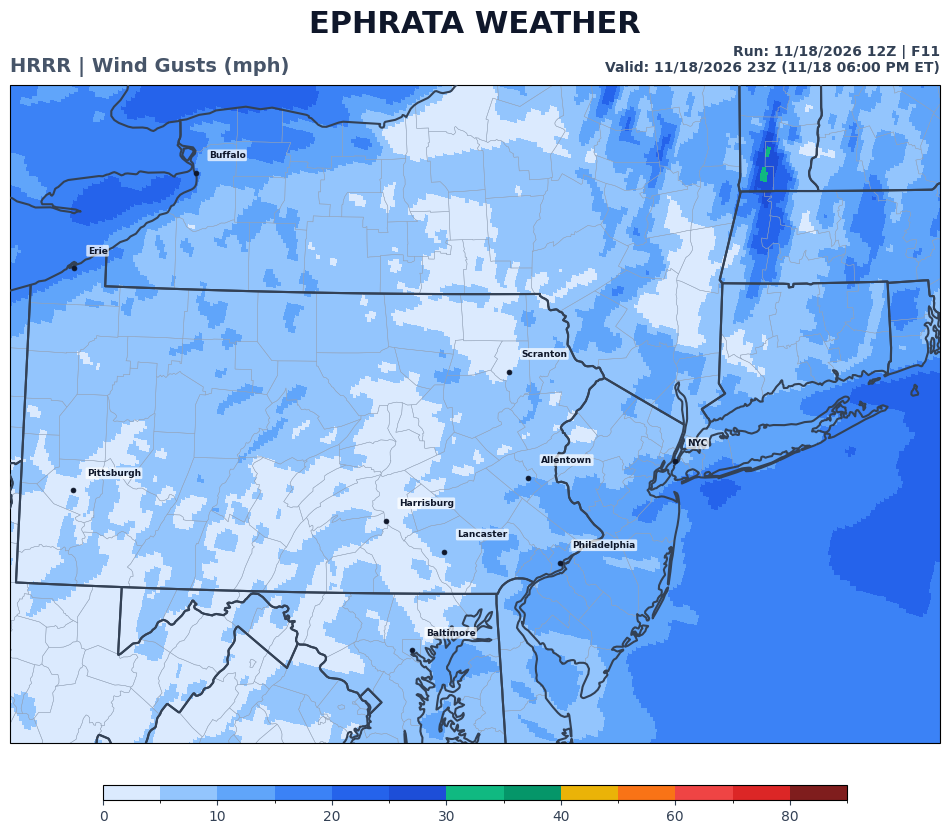 EPHRATA WEATHER
HRRR | Wind Gusts (mph)
Run: 11/18/2026 12Z | F11
Valid: 11/18/2026 23Z (11/18 06:00 PM ET)
Buffalo
Erie
Scranton
NYC
Allentown
Pittsburgh
Harrisburg
Lancaster
Philadelphia
Baltimore
0 10 20 30 40 60 80